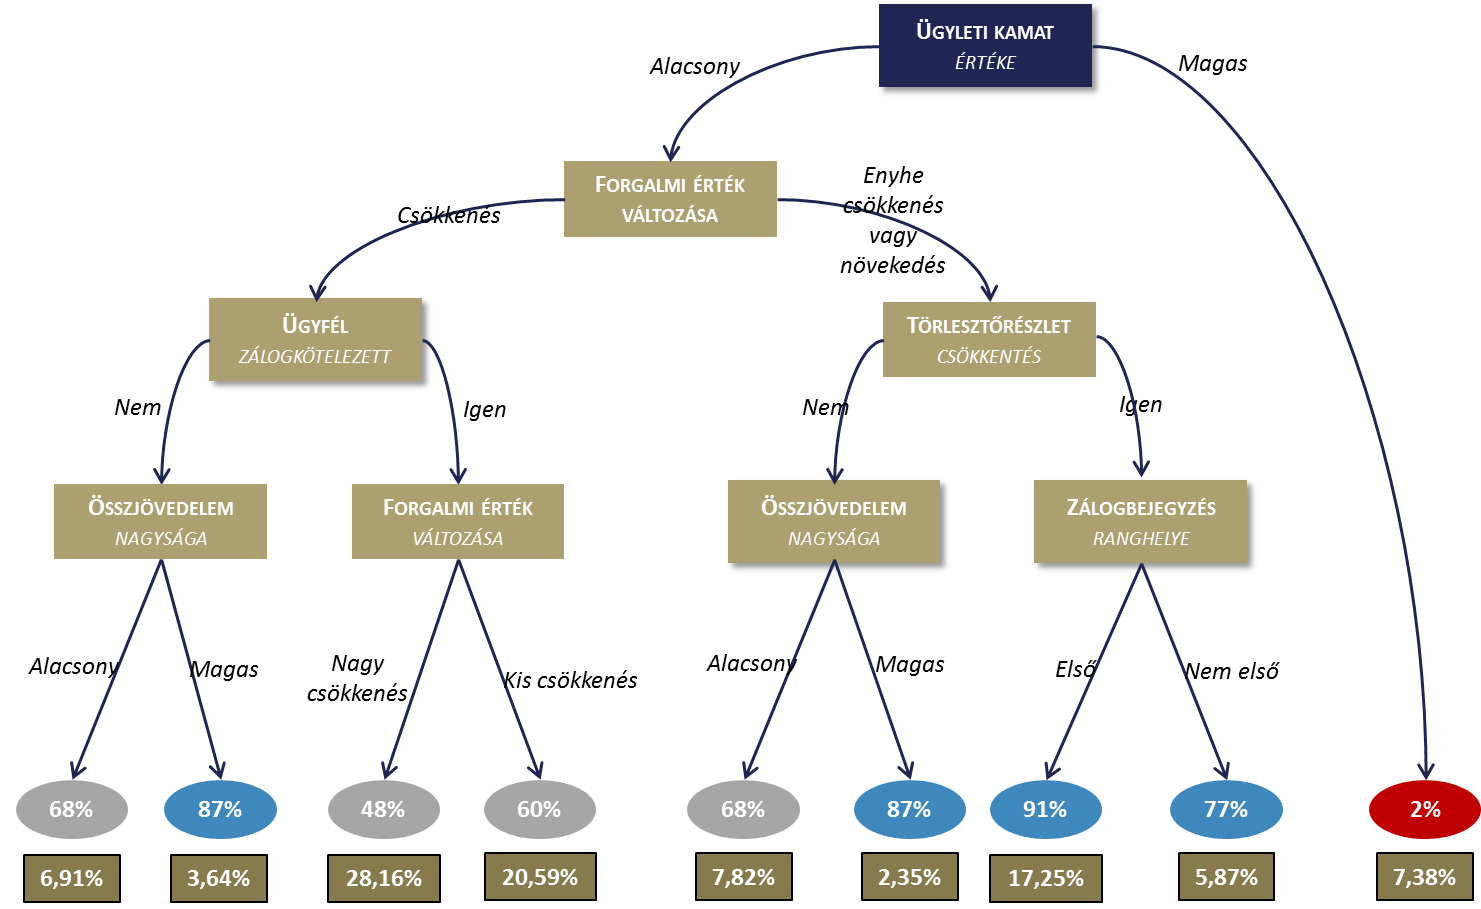 ÜGYLETI KAMAT
ÉRTÉKE
Alacsony
Magas
FORGALMI ÉRTÉK
VÁLTOZÁSA
Csökkenés
Enyhe
csökkenés
vagy
növekedés
ÜGYFÉL
ZÁLOGKÖTELEZETT
TÖRLESZTŐRÉSZLET
CSÖKKENTÉS
Nem
Igen
Nem
Igen
ÖSSZJÖVEDELEM
NAGYSÁGA
FORGALMI ÉRTÉK
VÁLTOZÁSA
ÖSSZJÖVEDELEM
NAGYSÁGA
ZÁLOGBEJEGYZÉS
RANGHELYE
Alacsony
Magas
Nagy
csökkenés
Kis csökkenés
Alacsony
Magas
Első
Nem első
68%
87%
48%
60%
68%
87%
91%
77%
2%
6,91%
3,64%
28,16%
20,59%
7,82%
2,35%
17,25%
5,87%
7,38%